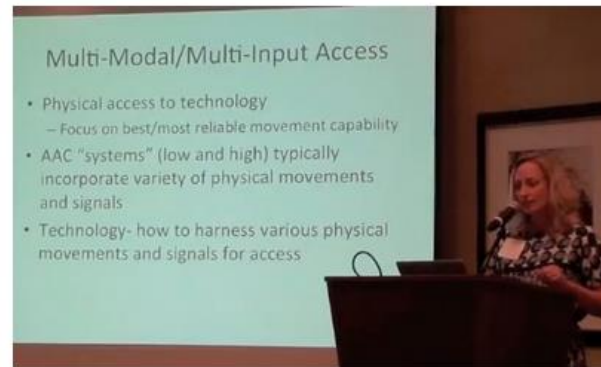 Multi-Modal/Multi-Input Access
• Physical access to technology
– Focus on best/most reliable movement capability
• AAC “systems” (low and high) typically
incorporate variety of physical movements
and signals
• Technology- how to harness various physical
movements and signals for access